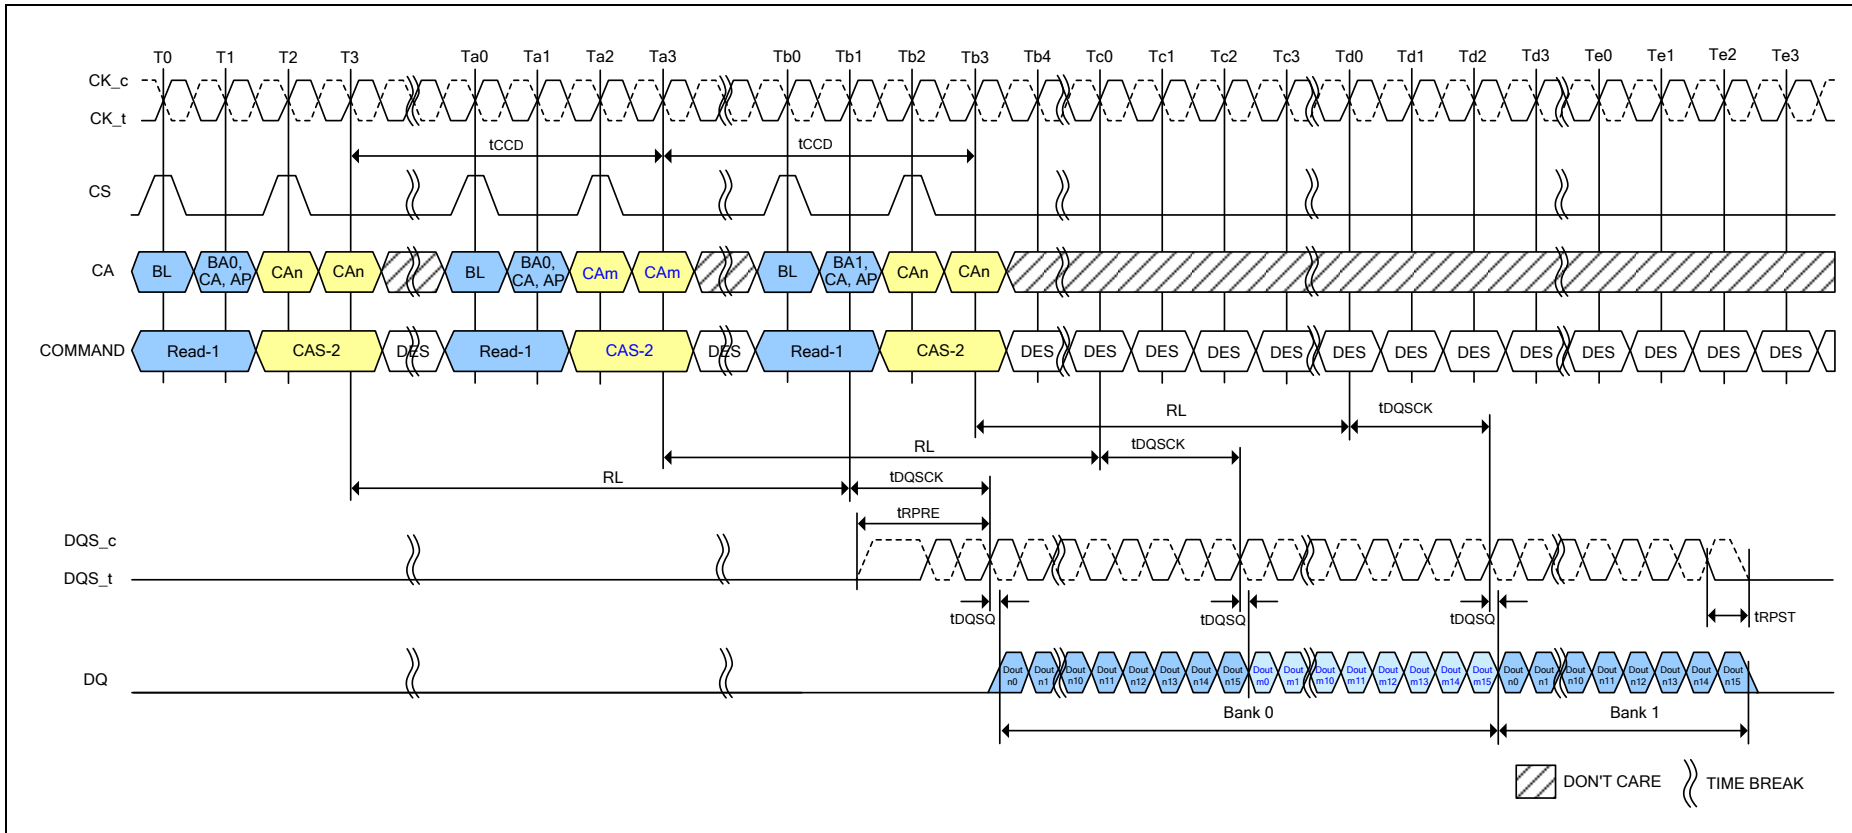 T0 T1 T2 T3 Ta0 Ta1 Ta2 Ta3 Tb0 Tb1 Tb2 Tb3 Tb4 Tc0 Tc1 Tc2 Tc3 Td0 Td1 Td2 Td3 Te0 Te1 Te2 Te3
CK_c
CK_t
tCCD tCCD
CS
CA BL BA0, CA, AP CAn CAn BL BA0, CA, AP CAm CAm BL BA1, CA, AP CAn CAn
COMMAND Read-1 CAS-2 DES Read-1 CAS-2 DES Read-1 CAS-2 DES DES DES DES DES DES DES DES DES DES DES DES DES
RL tDQSCK
RL tDQSCK
RL tDQSCK
tRPRE
DQS_c
DQS_t
tDQSQ tDQSQ tDQSQ tRPST
DQ Dout n0 Dout n1 Dout n10 Dout n11 Dout n12 Dout n13 Dout n14 Dout n15 Dout m0 Dout m1 Dout m10 Dout m11 Dout m12 Dout m13 Dout m14 Dout m15 Dout n0 Dout n1 Dout n10 Dout n11 Dout n12 Dout n13 Dout n14 Dout n15
Bank 0 Bank 1
DON'T CARE TIME BREAK